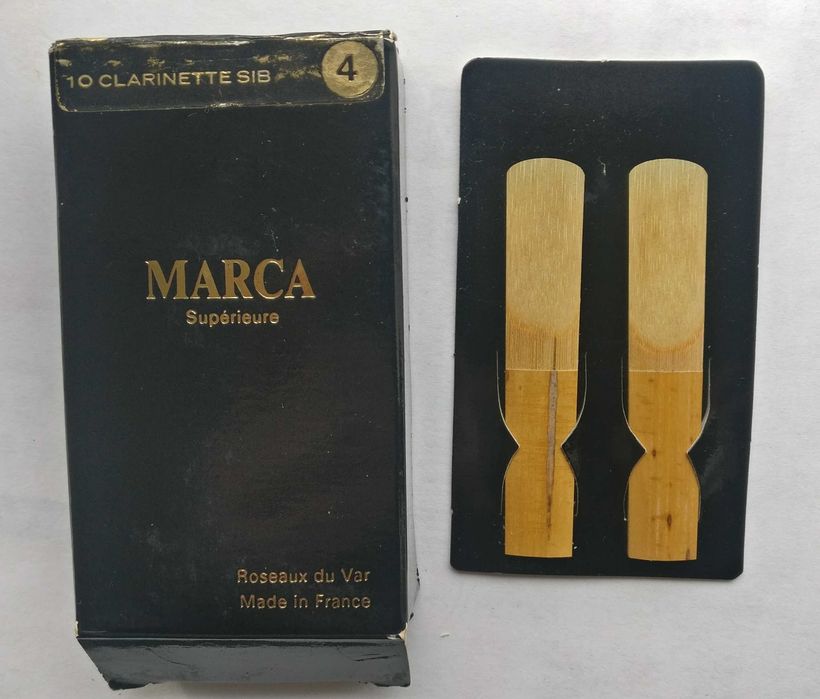 10 CLARINETTE SIB 4
MARCA
Supérieure
Roseaux du Var
Made in France